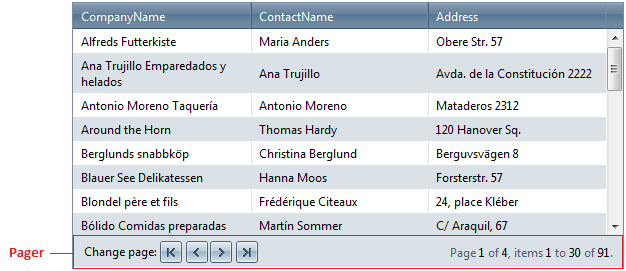 CompanyName ContactName Address
Alfreds Futterkiste Maria Anders Obere Str. 57
Ana Trujillo Emparedados y helados Ana Trujillo Avda. de la Constitución 2222
Antonio Moreno Taquería Antonio Moreno Mataderos 2312
Around the Horn Thomas Hardy 120 Hanover Sq.
Berglunds snabbköp Christina Berglund Berguvsvägen 8
Blauer See Delikatessen Hanna Moos Forsterstr. 57
Blondel père et fils Frédérique Citeaux 24, place Kléber
Bólido Comidas preparadas Martín Sommer C/ Araquil, 67
Pager Change page: Page 1 of 4, items 1 to 30 of 91.